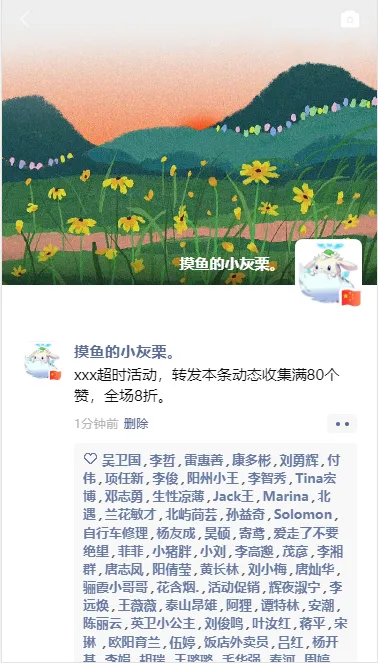 摸鱼的小灰栗。
摸鱼的小灰栗。
xxx超时活动，转发本条动态收集满80个
赞，全场8折。
1分钟前 删除
吴卫国, 李哲, 雷惠善, 康多彬, 刘勇辉, 付
伟, 项任新, 李俊, 阳州小王, 李智秀, Tina宏
博, 邓志勇, 生性凉薄, Jack王, Marina, 北
遇, 兰花敏才, 北屿茴芸, 孙益奇, Solomon,
自行车修理, 杨友成, 吴硕, 寄鸢, 爱走了不要
绝望, 菲菲, 小猪胖, 小刘, 李高邈, 茂彦, 李湘
群, 唐志凤, 阳倩莹, 黄长林, 刘小梅, 唐灿华,
骊霞小哥哥, 花含烟., 活动促销, 辉夜淑宁, 李
远焕, 王薇薇, 泰山昂雄, 阿狸, 谭特林, 安潮,
陈丽云, 英卫小公主, 刘俊鸣, 叶汝红, 蒋平, 宋
琳 , 欧阳育兰, 伍婷, 饭店外卖员, 吕红, 杨开